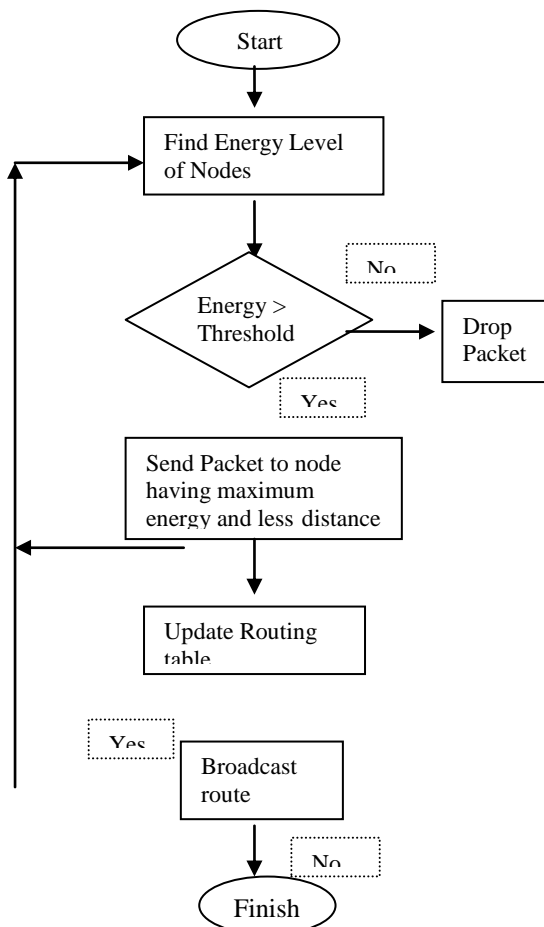 Start
Find Energy Level
of Nodes
No
Energy >
Threshold
Drop
Packet
Yes
Send Packet to node
having maximum
energy and less distance
Update Routing
table
Yes
Broadcast
route
No
Finish